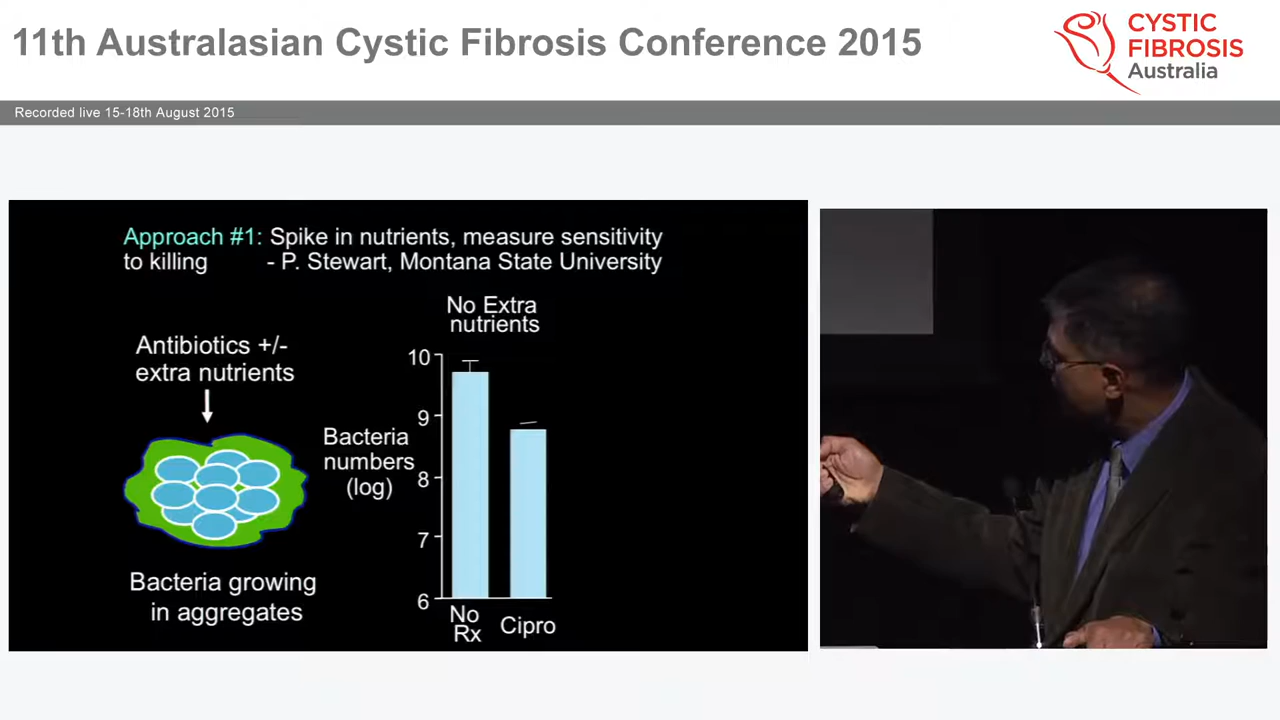 11th Australasian Cystic Fibrosis Conference 2015
CYSTIC
FIBROSIS
Australia
Recorded live 15-18th August 2015
Approach #1: Spike in nutrients, measure sensitivity
to killing - P. Stewart, Montana State University
No Extra
nutrients
Antibiotics +/-
extra nutrients
Bacteria
numbers
(log)
10
9
8
7
6
No
Rx
Cipro
Bacteria growing
in aggregates